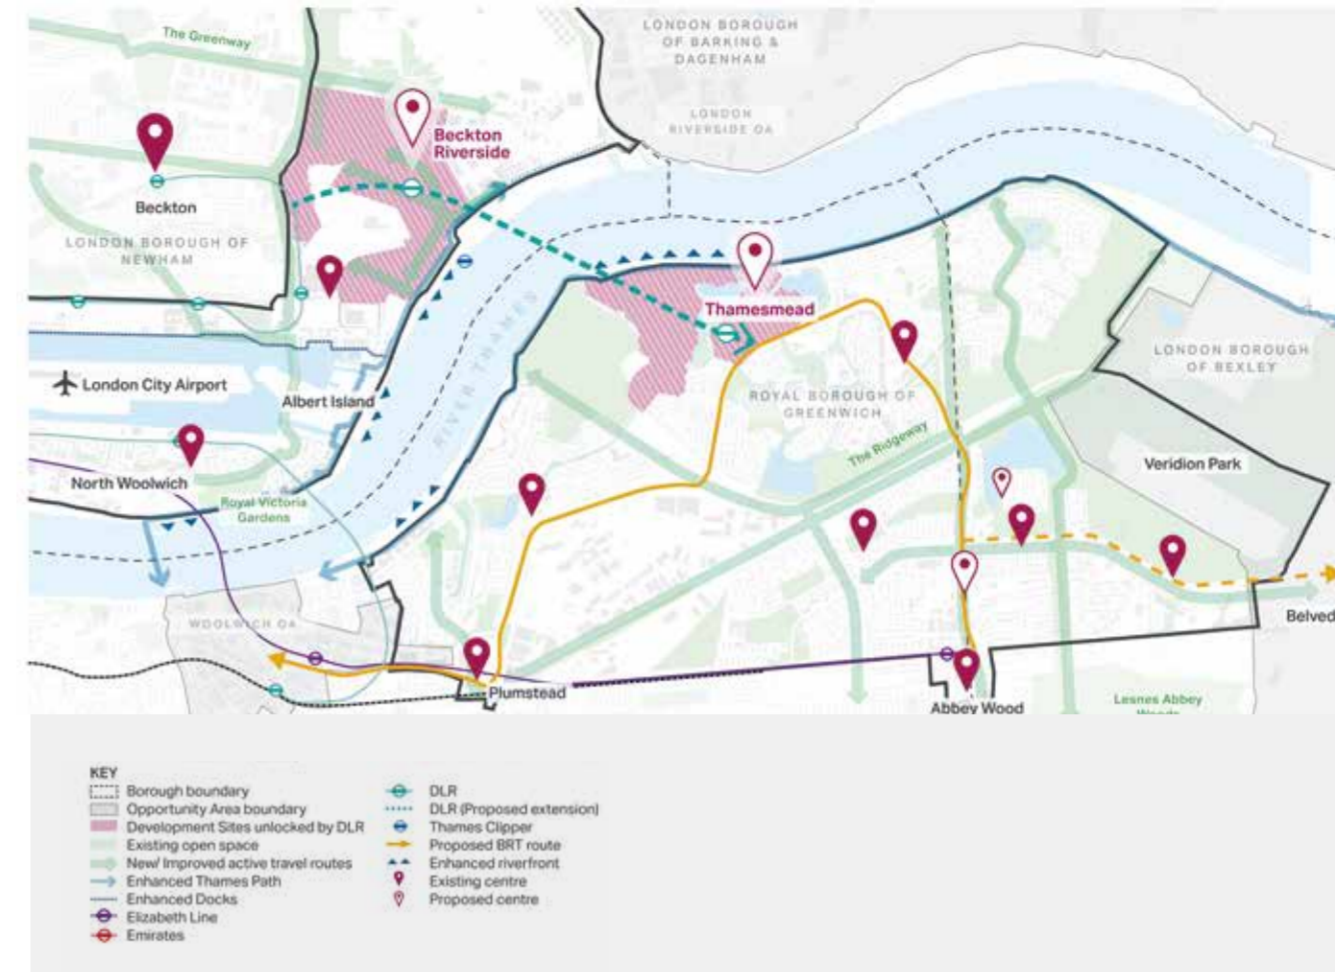 The Greenway
LONDON BOROUGH
OF BARKING &
DAGENHAM
LONDON
RIVERSIDE OA
Beckton
Riverside
Beckton
LONDON BOROUGH OF
NEWHAM
RIVER THAMES
Thamesmead
London City Airport
Albert Island
ROYAL BOROUGH OF
GREENWICH
LONDON BOROUGH
OF BEXLEY
The Ridgeway
Veridion Park
North Woolwich
Royal Victoria
Gardens
WOOLWICH OA
Belved
Plumstead
Abbey Wood
Lesnes Abbey
Woods
KEY
Borough boundary
Opportunity Area boundary
Development Sites unlocked by DLR
Existing open space
New/ Improved active travel routes
Enhanced Thames Path
Enhanced Docks
Elizabeth Line
Emirates
DLR
DLR (Proposed extension)
Thames Clipper
Proposed BRT route
Enhanced riverfront
Existing centre
Proposed centre